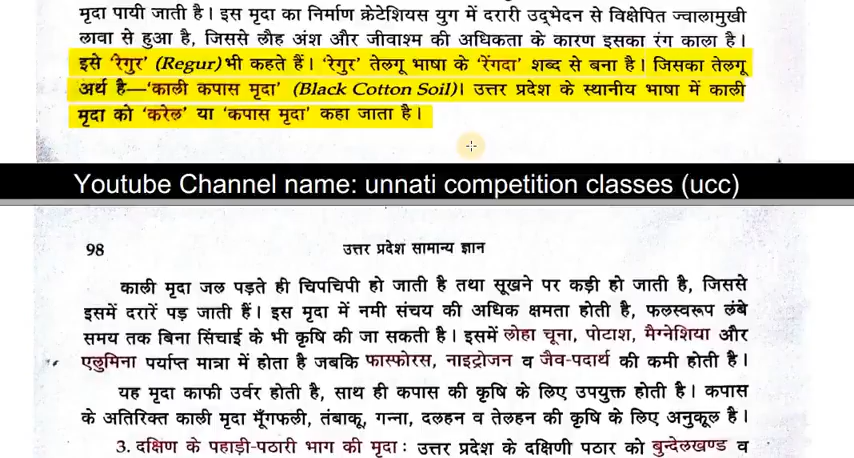 मृदा पायी जाती है। इस मृदा का निर्माण क्रेटेशियस युग में दरारी उद्भेदन से विक्षेपित ज्वालामुखी
लावा से हुआ है, जिससे लौह अंश और जीवाश्म की अधिकता के कारण इसका रंग काला है।
इसे 'रेगुर' (Regur) भी कहते हैं। 'रेगुर' तेलगू भाषा के 'रेंगदा' शब्द से बना है। जिसका तेलगू
अर्थ है—'काली कपास मृदा' (Black Cotton Soil)। उत्तर प्रदेश के स्थानीय भाषा में काली
मृदा को 'करेल' या 'कपास मृदा' कहा जाता है।
Youtube Channel name: unnati competition classes (ucc)
98 उत्तर प्रदेश सामान्य ज्ञान
काली मृदा जल पड़ते ही चिपचिपी हो जाती है तथा सूखने पर कड़ी हो जाती है, जिससे
इसमें दरारें पड़ जाती हैं। इस मृदा में नमी संचय की अधिक क्षमता होती है, फलस्वरूप लंबे
समय तक बिना सिंचाई के भी कृषि की जा सकती है। इसमें लोहा चूना, पोटाश, मैग्नेशिया और
एलुमिना पर्याप्त मात्रा में होता है जबकि फास्फोरस, नाइट्रोजन व जैव-पदार्थ की कमी होती है।
यह मृदा काफी उर्वर होती है, साथ ही कपास की कृषि के लिए उपयुक्त होती है। कपास
के अतिरिक्त काली मृदा मूँगफली, तंबाकू, गन्ना, दलहन व तेलहन की कृषि के लिए अनुकूल है।
3. दक्षिण के पहाड़ी-पठारी भाग की मृदा: उत्तर प्रदेश के दक्षिणी पठार को बुन्देलखण्ड व